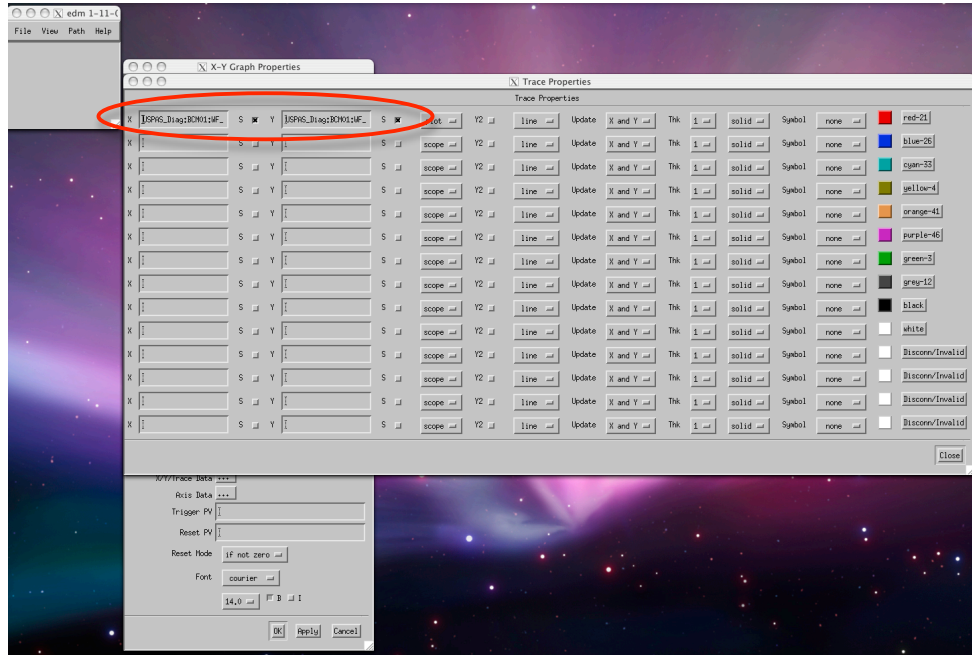 X edm 1-11-(
File View Path Help
X X-Y Graph Properties
X Trace Properties
Trace Properties
X USPAS_Diag:BCM01:WF_ S Y USPAS_Diag:BCM01:WF_ S Y2 line Update X and Y Thk 1 solid Symbol none red-21
X S Y S scope Y2 line Update X and Y Thk 1 solid Symbol none blue-26
X S Y S scope Y2 line Update X and Y Thk 1 solid Symbol none cyan-33
X S Y S scope Y2 line Update X and Y Thk 1 solid Symbol none yellow-4
X S Y S scope Y2 line Update X and Y Thk 1 solid Symbol none orange-41
X S Y S scope Y2 line Update X and Y Thk 1 solid Symbol none purple-46
X S Y S scope Y2 line Update X and Y Thk 1 solid Symbol none green-3
X S Y S scope Y2 line Update X and Y Thk 1 solid Symbol none grey-12
X S Y S scope Y2 line Update X and Y Thk 1 solid Symbol none black
X S Y S scope Y2 line Update X and Y Thk 1 solid Symbol none white
X S Y S scope Y2 line Update X and Y Thk 1 solid Symbol none Disconn/Invalid
X S Y S scope Y2 line Update X and Y Thk 1 solid Symbol none Disconn/Invalid
X S Y S scope Y2 line Update X and Y Thk 1 solid Symbol none Disconn/Invalid
X S Y S scope Y2 line Update X and Y Thk 1 solid Symbol none Disconn/Invalid
Close
X/Y/Trace Data ...
Axis Data ...
Trigger PV
Reset PV
Reset Mode if not zero
Font courier
14.0 B I
OK Apply Cancel